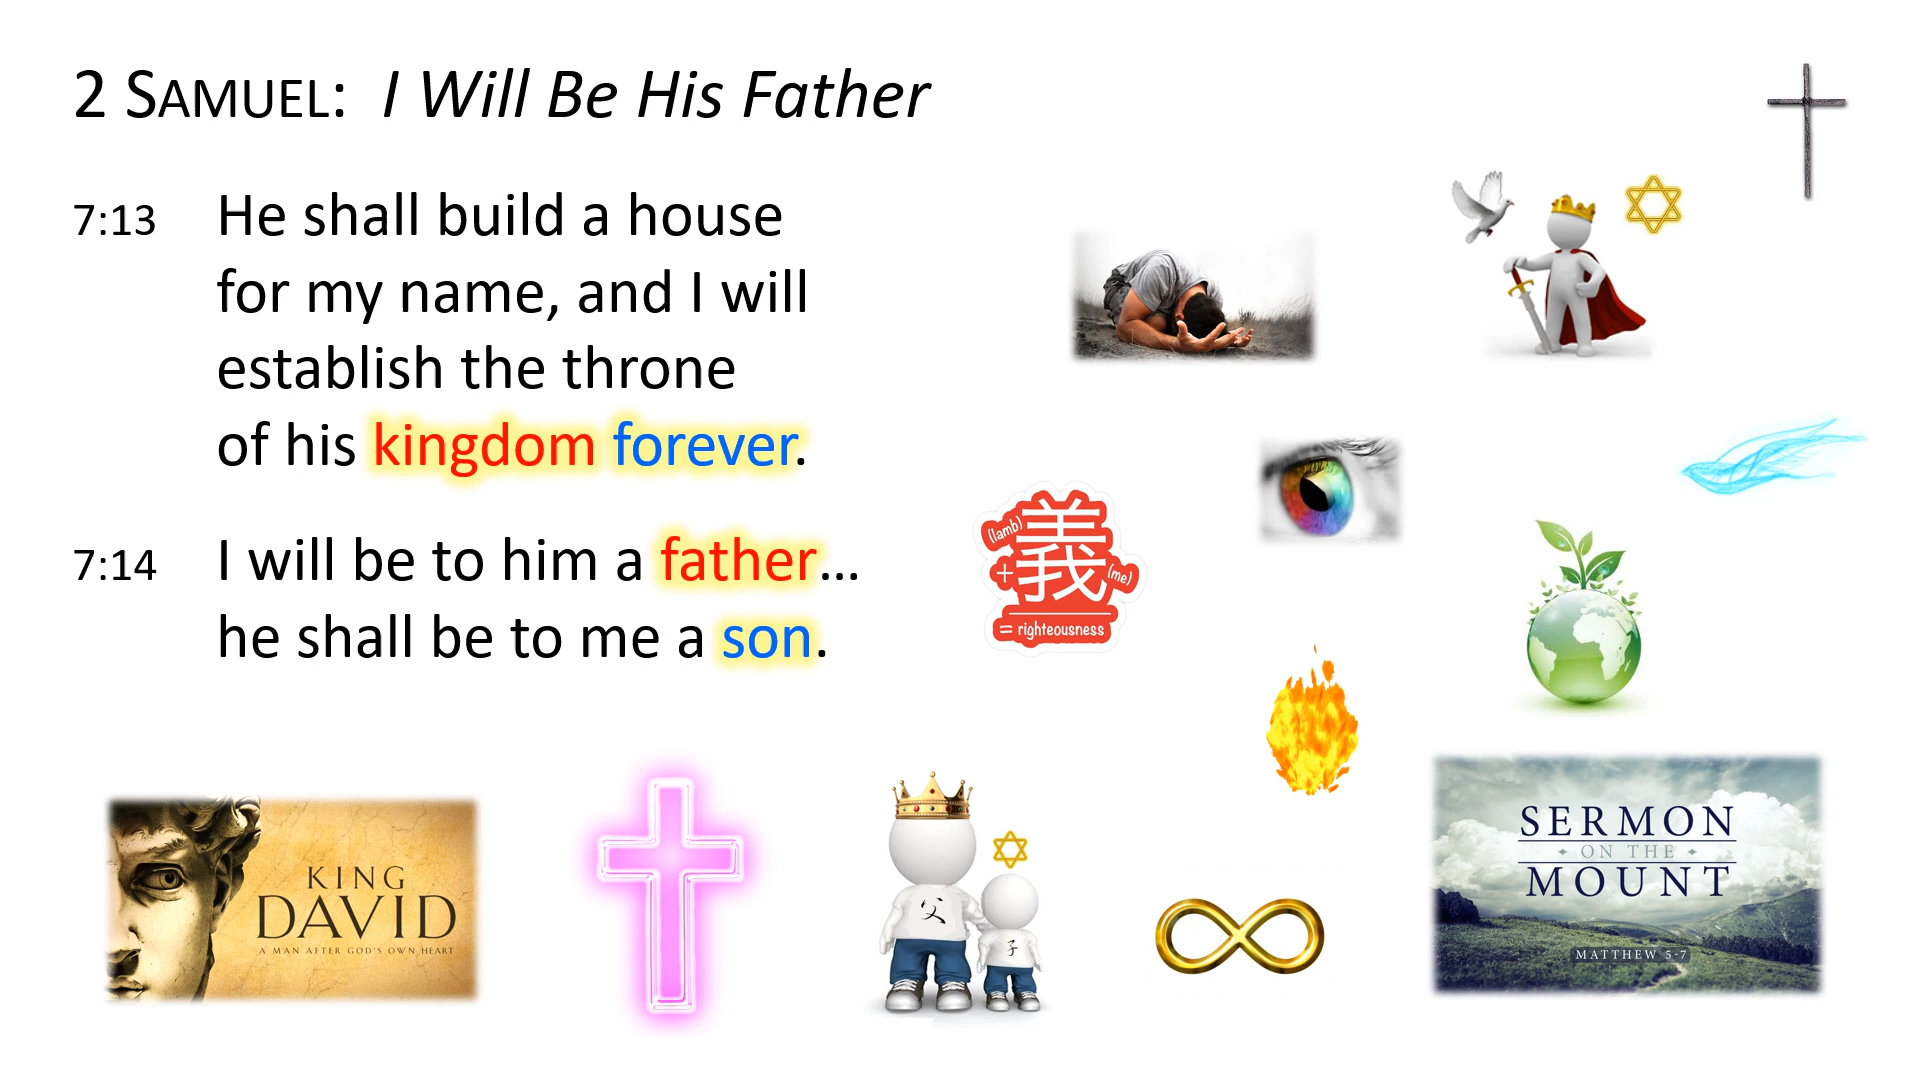 2 SAMUEL: I Will Be His Father
7:13 He shall build a house
for my name, and I will
establish the throne
of his kingdom forever.
7:14 I will be to him a father...
he shall be to me a son.
(lamb)
義
+
(me)
= righteousness
KING
DAVID
A MAN AFTER GOD'S OWN HEART
父
子
SERMON
ON THE
MOUNT
MATTHEW 5-7